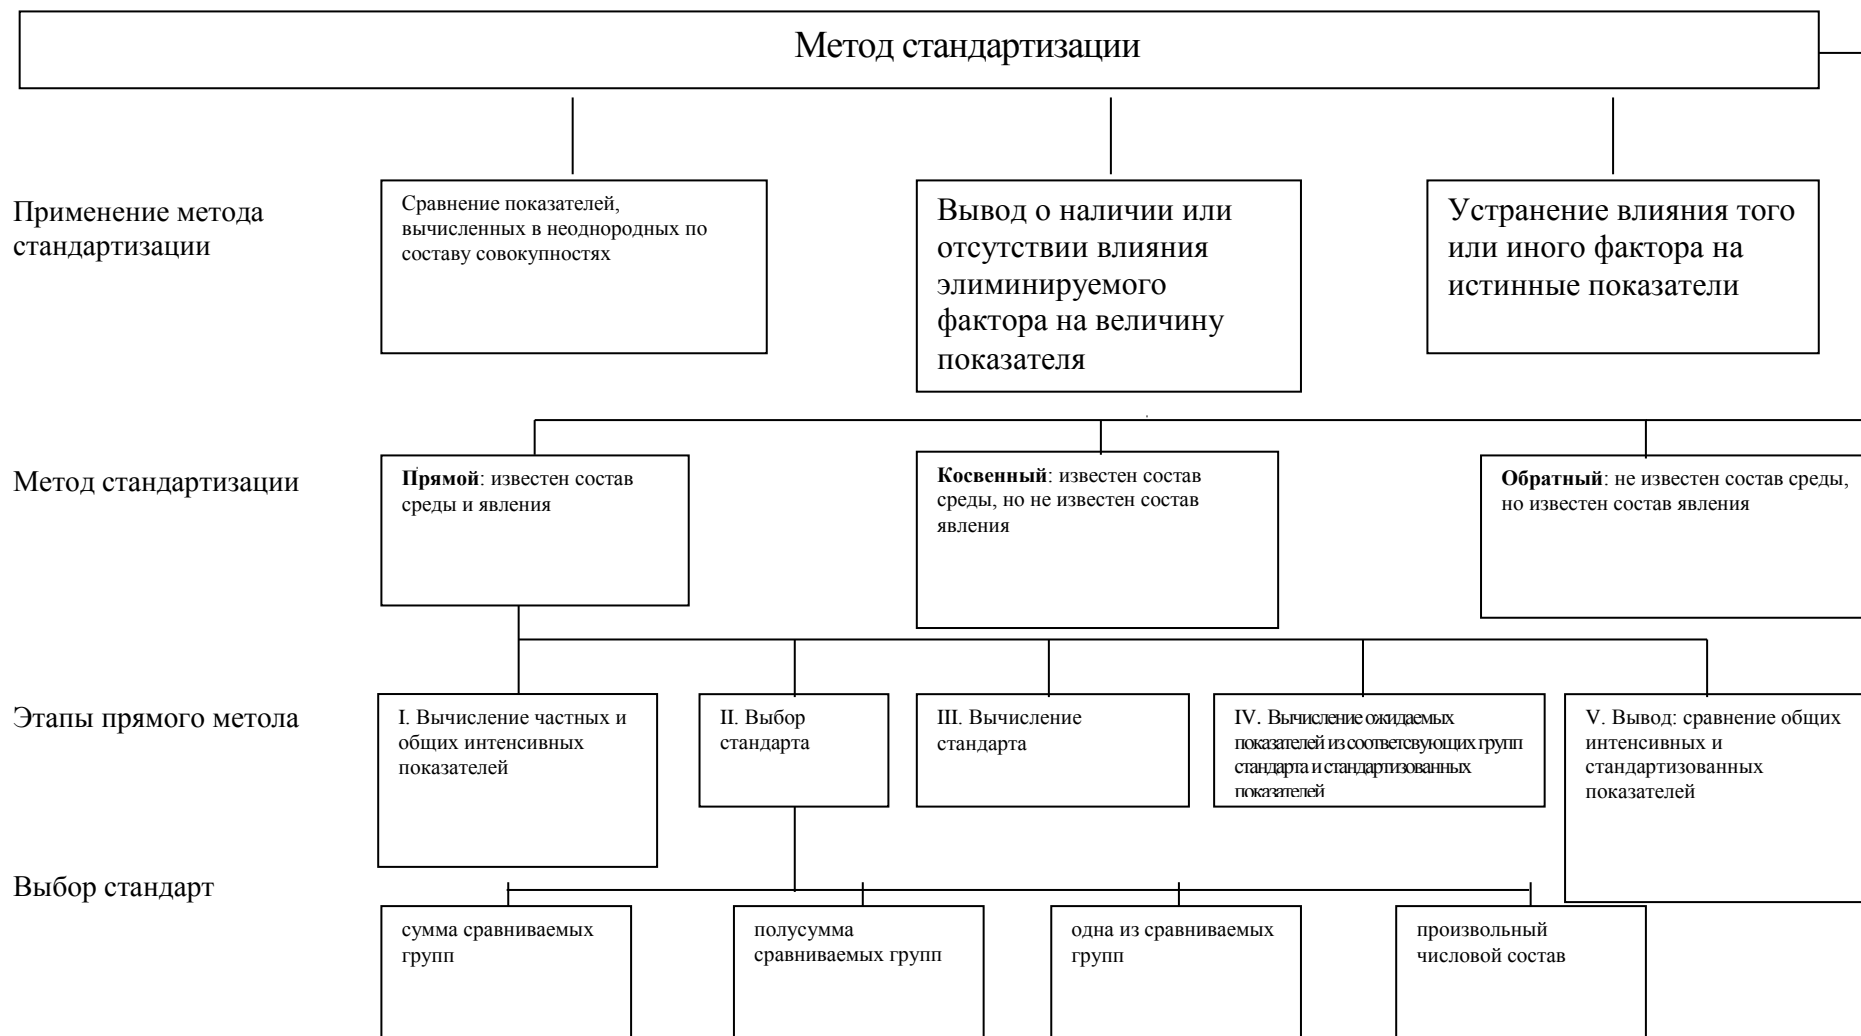 Метод стандартизации
Применение метода
стандартизации
Сравнение показателей,
вычисленных в неоднородных по
составу совокупностях
Вывод о наличии или
отсутствии влияния
элиминируемого
фактора на величину
показателя
Устранение влияния того
или иного фактора на
истинные показатели
Метод стандартизации
Прямой: известен состав
среды и явления
Косвенный: известен состав
среды, но не известен состав
явления
Обратный: не известен состав среды,
но известен состав явления
Этапы прямого метола
I. Вычисление частных и
общих интенсивных
показателей
II. Выбор
стандарта
III. Вычисление
стандарта
IV. Вычисление ожидаемых
показателей из соответсвующих групп
стандарта и стандартизованных
показателей
V. Вывод: сравнение общих
интенсивных и
стандартизованных
показателей
Выбор стандарт
сумма сравниваемых
групп
полусумма
сравниваемых групп
одна из сравниваемых
групп
произвольный
числовой состав